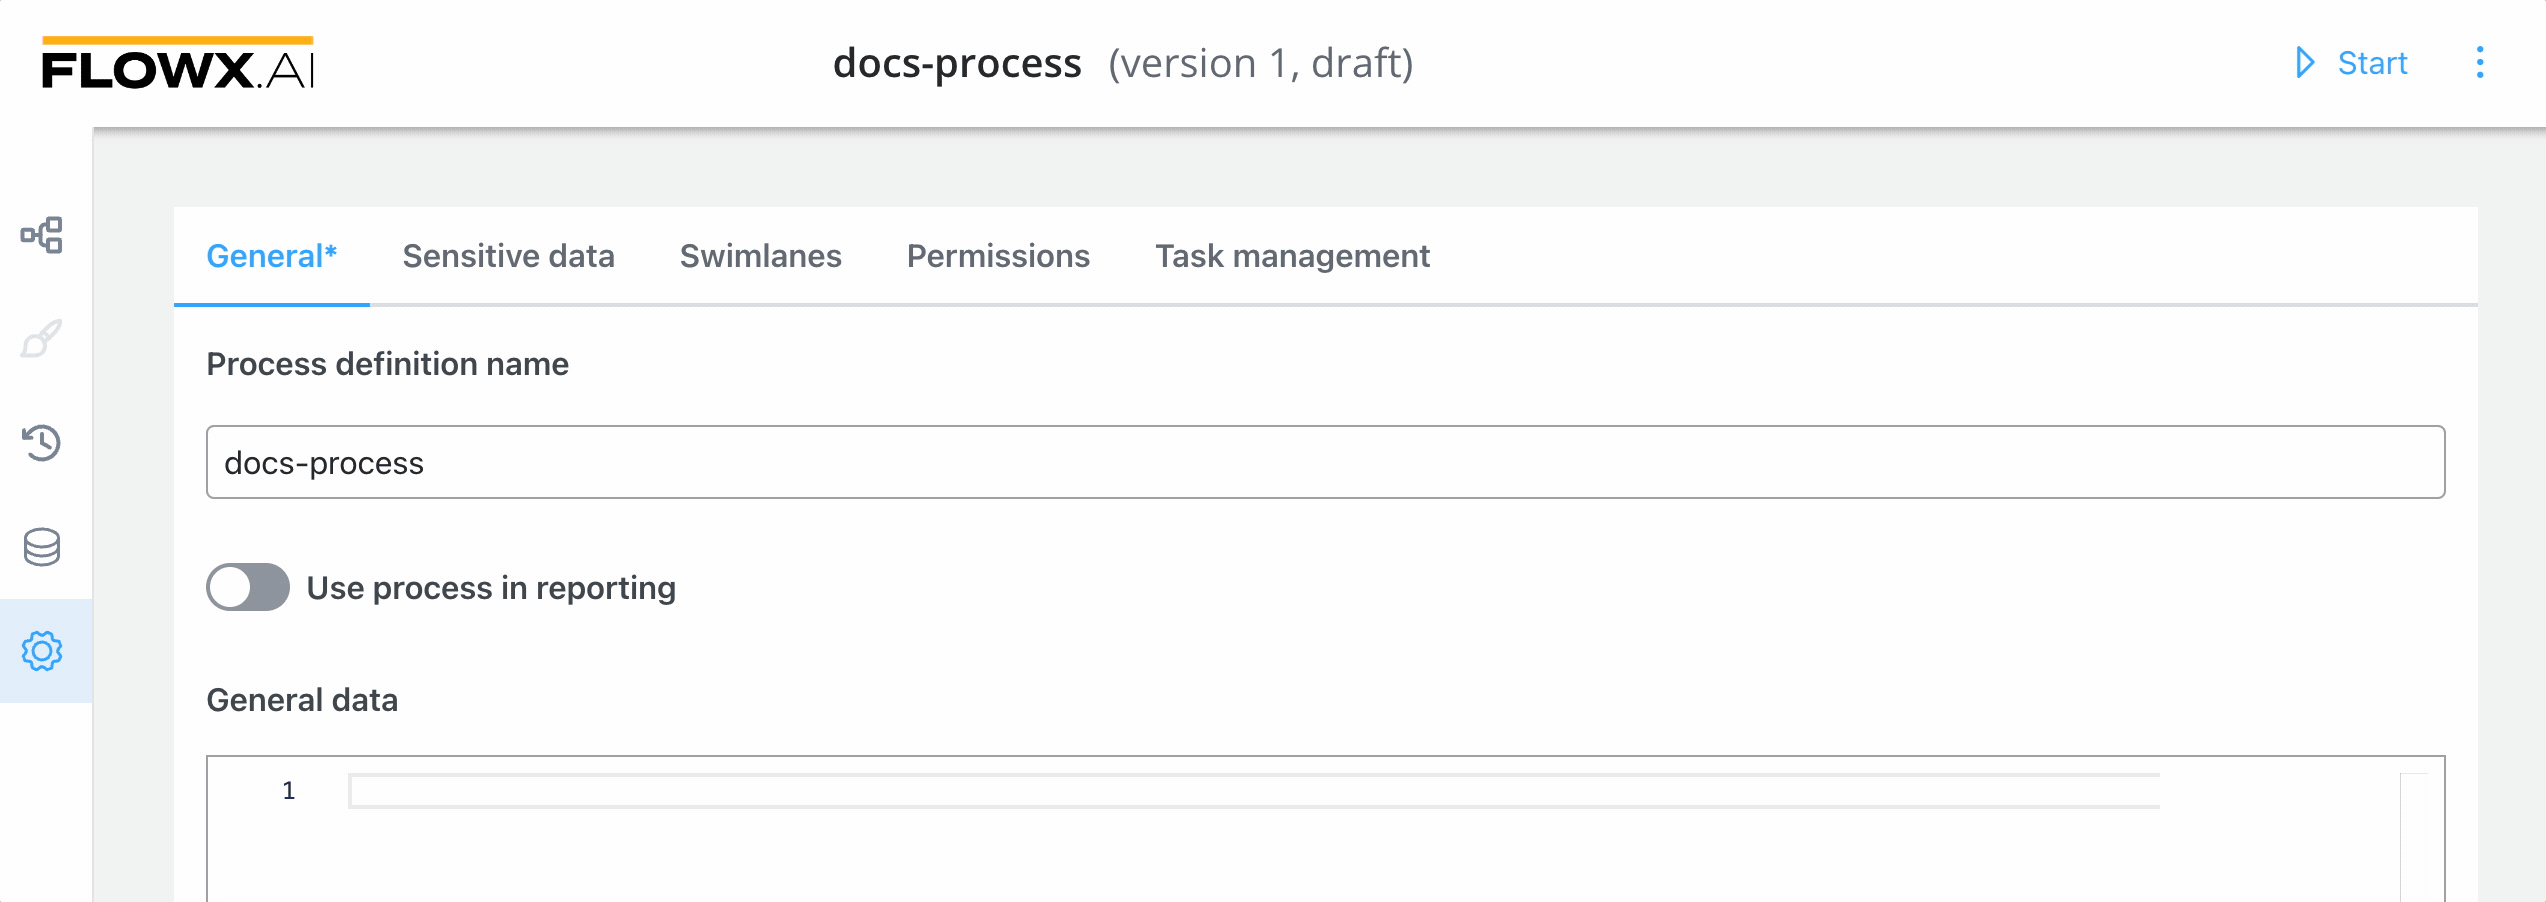 FLOWX.AI
docs-process (version 1, draft)
Start
General* Sensitive data Swimlanes Permissions Task management
Process definition name
docs-process
Use process in reporting
General data
1